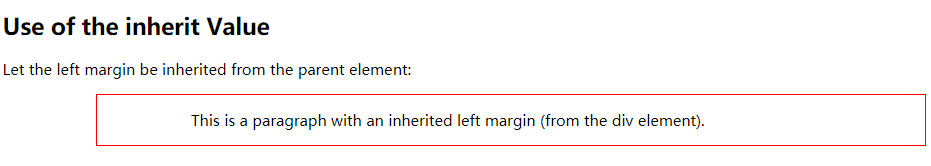 Use of the inherit Value
Let the left margin be inherited from the parent element:
This is a paragraph with an inherited left margin (from the div element).